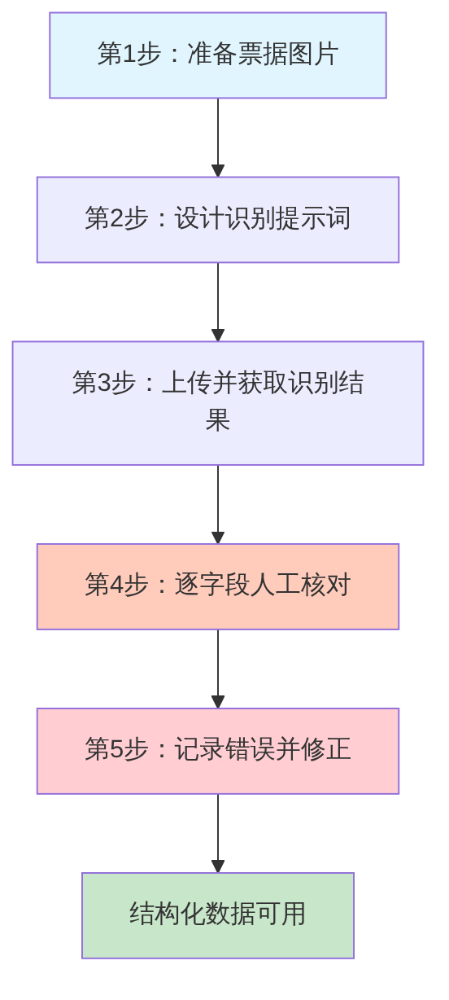 第1步：准备票据图片
第2步：设计识别提示词
第3步：上传并获取识别结
果
第4步：逐字段人工核对
第5步：记录错误并修正
结构化数据可用